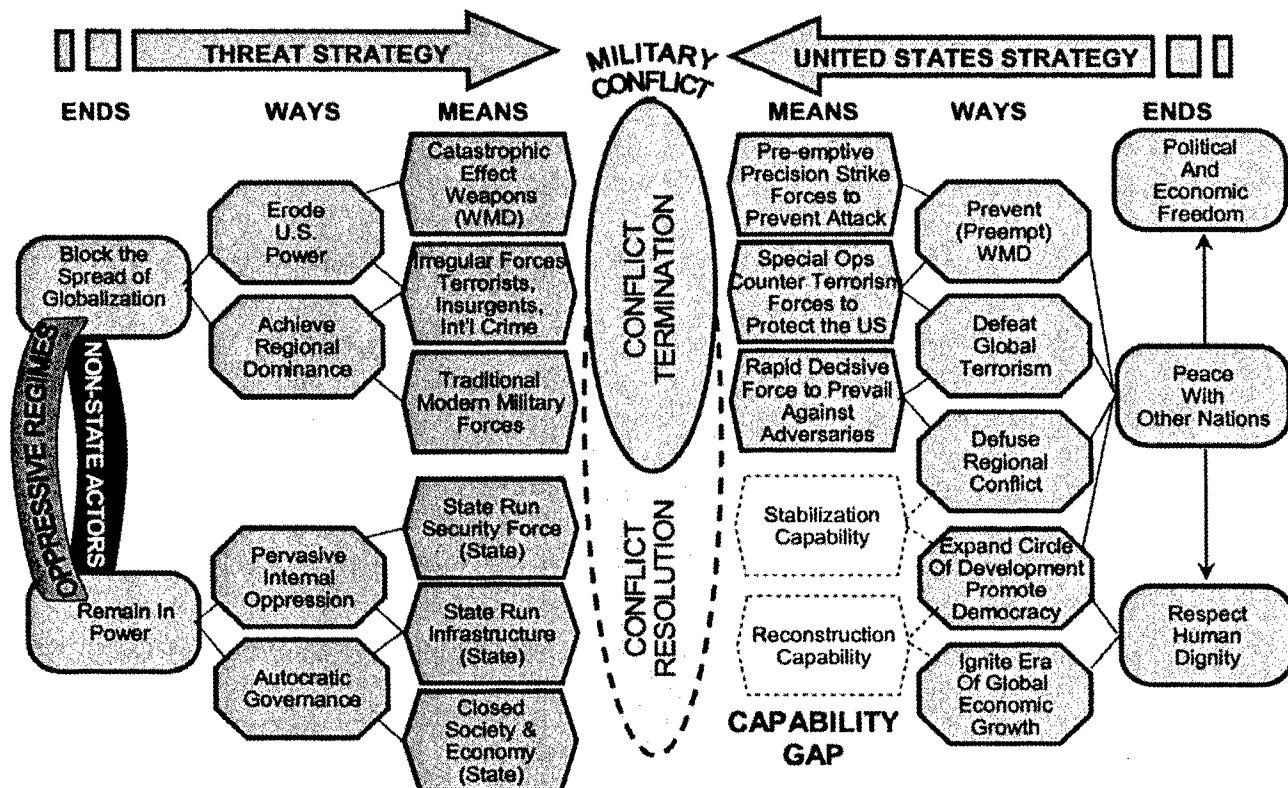 THREAT STRATEGY
MILITARY
CONFLICT
UNITED STATES STRATEGY
ENDS
WAYS
MEANS
MEANS
WAYS
ENDS
Block the
Spread of
Globalization
OPPRESSIVE REGIMES
NON-STATE ACTORS
Remain In
Power
Erode
U.S.
Power
Achieve
Regional
Dominance
Pervasive
Internal
Oppression
Autocratic
Governance
Catastrophic
Effect
Weapons
(WMD)
Irregular Forces
Terrorists,
Insurgents,
Int'l Crime
Traditional
Modern Military
Forces
State Run
Security Force
(State)
State Run
Infrastructure
(State)
Closed
Society &
Economy
(State)
CONFLICT
TERMINATION
CONFLICT
RESOLUTION
Pre-emptive
Precision Strike
Forces to
Prevent Attack
Special Ops
Counter Terrorism
Forces to
Protect the US
Rapid Decisive
Force to Prevail
Against
Adversaries
Stabilization
Capability
Reconstruction
Capability
CAPABILITY
GAP
Prevent
(Preempt)
WMD
Defeat
Global
Terrorism
Defuse
Regional
Conflict
Expand Circle
Of Development
Promote
Democracy
Ignite Era
Of Global
Economic
Growth
Political
And
Economic
Freedom
Peace
With
Other Nations
Respect
Human
Dignity